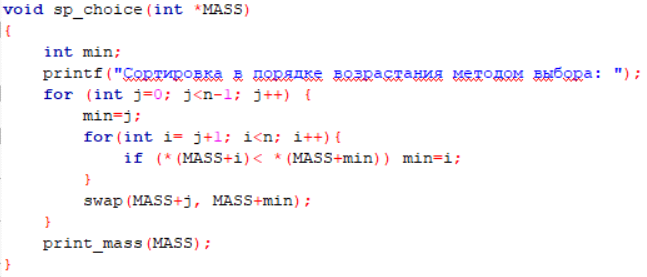 void sp_choice(int *MASS)
{
    int min;
    printf("Сортировка в порядке возрастания методом выбора: ");
    for (int j=0; j<n-1; j++) {
        min=j;
        for(int i= j+1; i<n; i++){
            if (*(MASS+i)< *(MASS+min)) min=i;
        }
        swap(MASS+j, MASS+min);
    }
    print_mass(MASS);
}